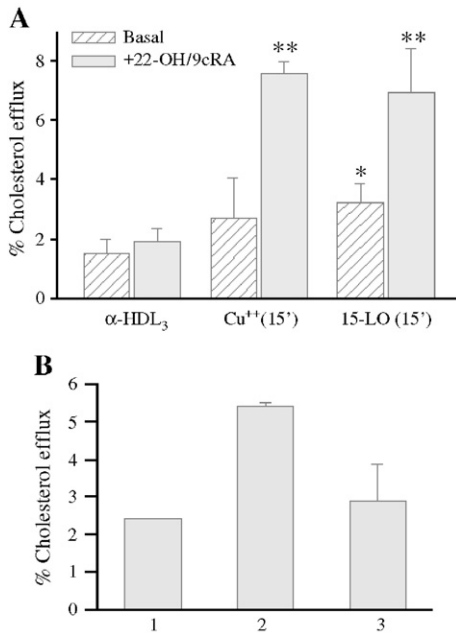 A
Basal
+22-OH/9cRA
% Cholesterol efflux
8
6
4
2
0
**
*
**
α-HDL3
Cu++(15')
15-LO (15')
B
% Cholesterol efflux
6
5
4
3
2
1
0
1
2
3